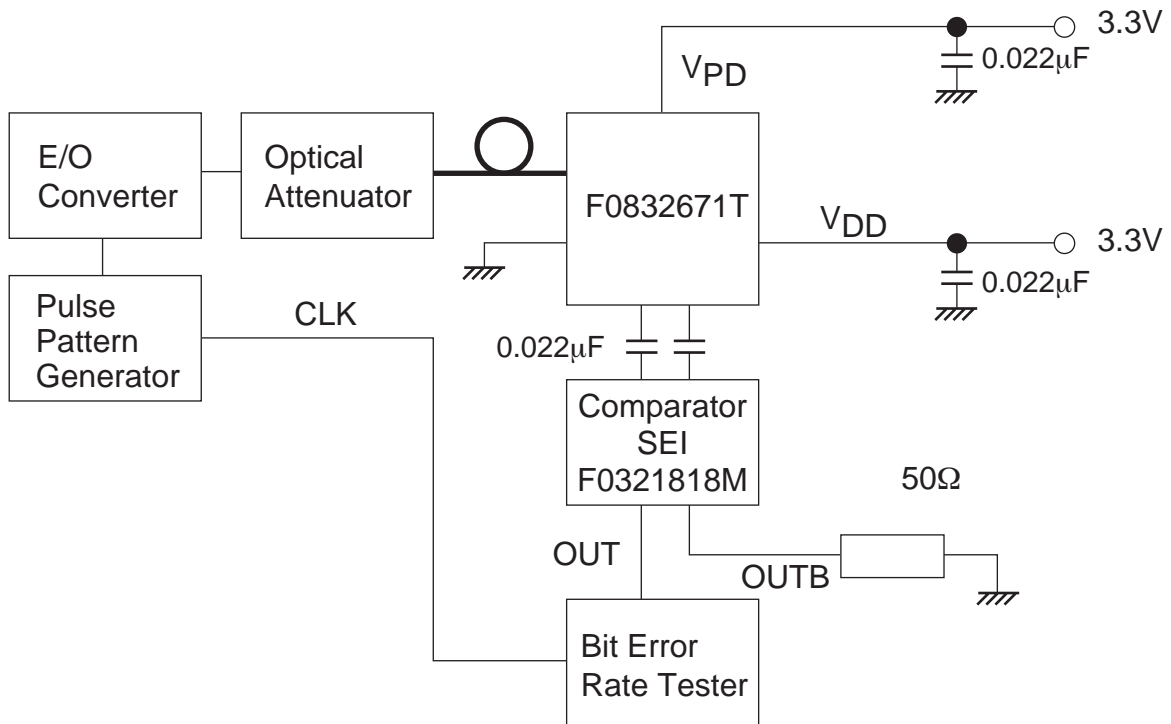 3.3V
0.022μF
VPD
E/O
Converter
Optical
Attenuator
F0832671T
VDD
3.3V
0.022μF
Pulse
Pattern
Generator
CLK
0.022μF
Comparator
SEI
F0321818M
50Ω
OUT
OUTB
Bit Error
Rate Tester